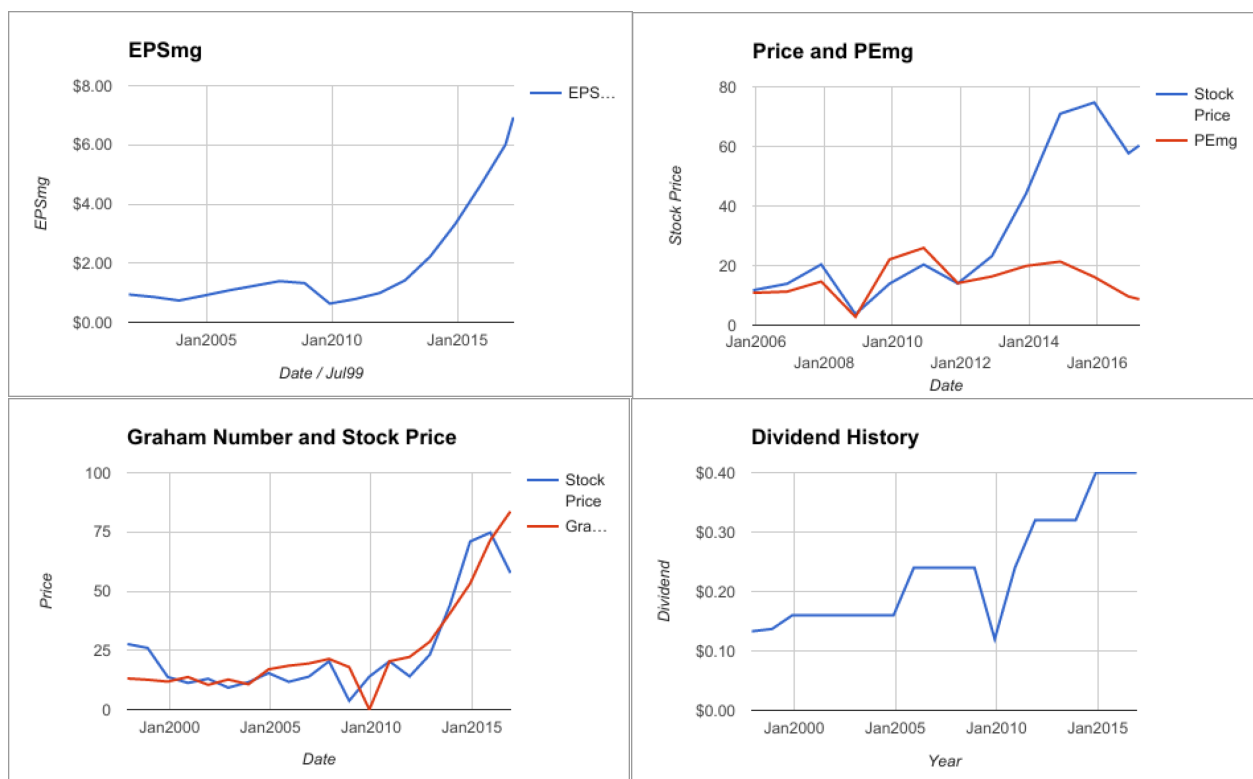 EPSmg
$8.00
$6.00
$4.00
$2.00
$0.00
EPSmg
EPS...
Jan2005 Jan2010 Jan2015
Date / Jul99
Price and PEmg
80
60
40
20
0
Stock Price
Stock
Price
PEmg
Jan2006 Jan2010 Jan2014
Jan2008 Jan2012 Jan2016
Date
Graham Number and Stock Price
100
75
50
25
0
Price
Stock
Price
Gra...
Jan2000 Jan2005 Jan2010 Jan2015
Date
Dividend History
$0.40
$0.30
$0.20
$0.10
$0.00
Dividend
Jan2000 Jan2005 Jan2010 Jan2015
Year